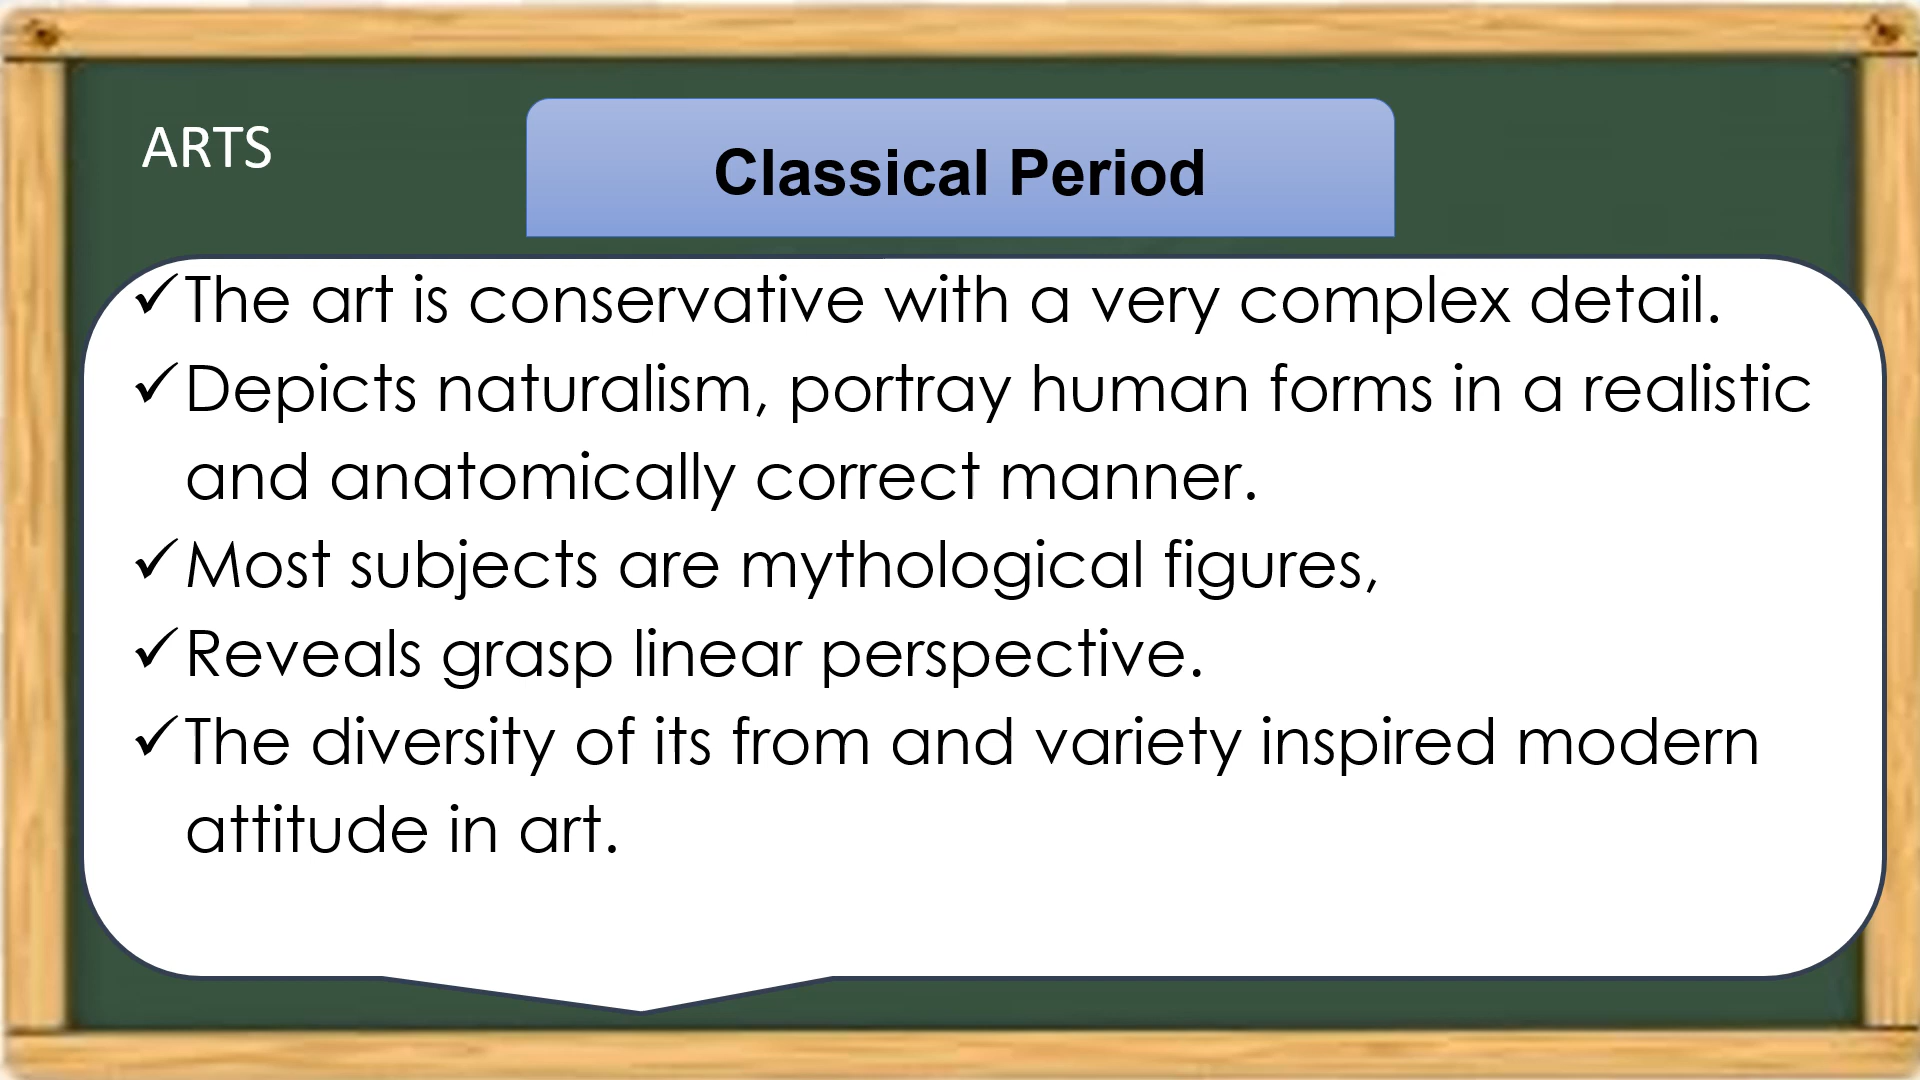 ARTS
Classical Period
✓The art is conservative with a very complex detail.
✓Depicts naturalism, portray human forms in a realistic
and anatomically correct manner.
✓Most subjects are mythological figures,
✓Reveals grasp linear perspective.
✓The diversity of its from and variety inspired modern
attitude in art.